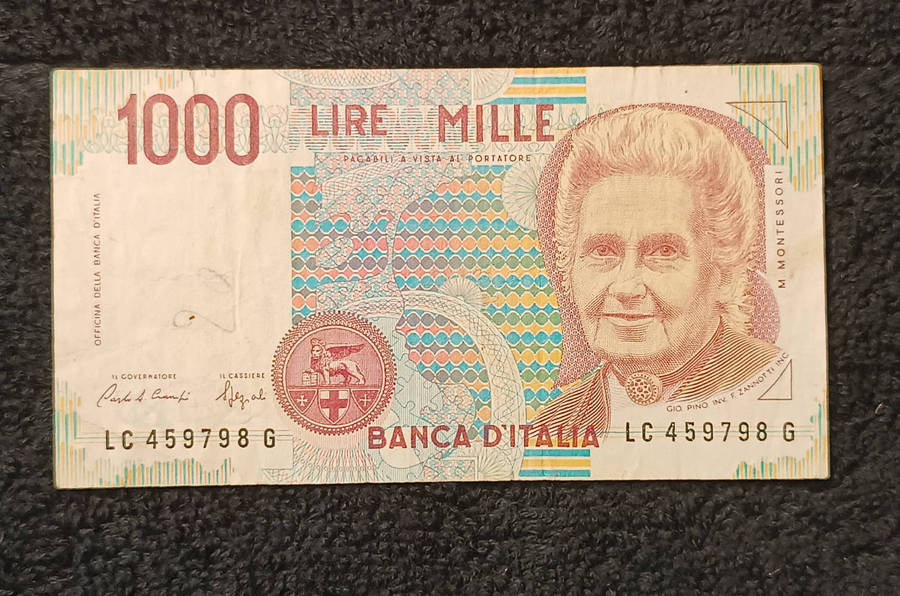 1000 LIRE MILLE
PAGABILI A VISTA AL PORTATORE
OFFICINA DELLA BANCA D'ITALIA
M MONTESSORI
IL GOVERNATORE
IL CASSIERE
GIO. PINO INV. F. ZANNOTTI INC.
BANCA D'ITALIA
LC 459798 G
LC 459798 G